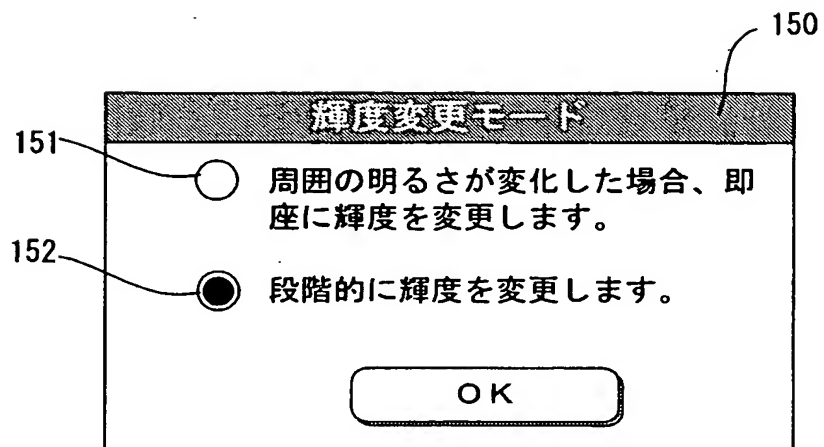 150
輝度変更モード
151
周囲の明るさが変化した場合、即
座に輝度を変更します。
152
段階的に輝度を変更します。
OK